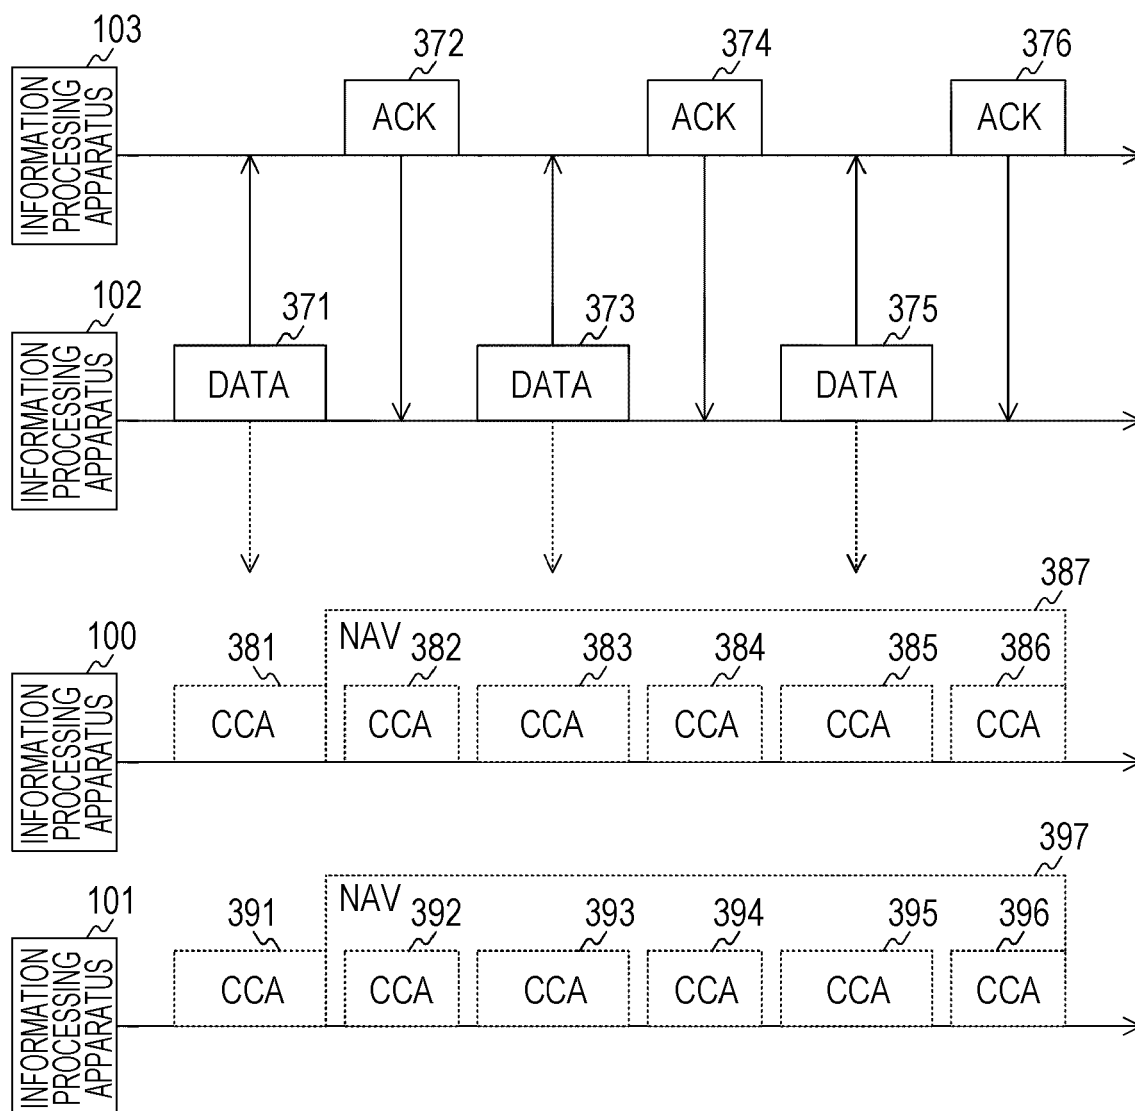 103
372
374
376
INFORMATION
PROCESSING
APPARATUS
ACK
ACK
ACK
102
371
373
375
INFORMATION
PROCESSING
APPARATUS
DATA
DATA
DATA
387
100
NAV
381
382
383
384
385
386
INFORMATION
PROCESSING
APPARATUS
CCA
CCA
CCA
CCA
CCA
CCA
397
101
NAV
391
392
393
394
395
396
INFORMATION
PROCESSING
APPARATUS
CCA
CCA
CCA
CCA
CCA
CCA